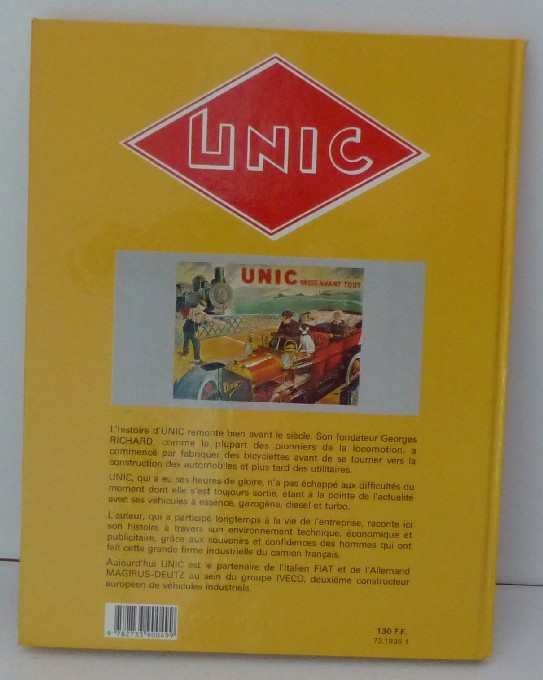 UNIC
UNIC PASSE AVANT TOUT
Unic
L'histoire d'UNIC remonte bien avant le siècle. Son fondateur Georges
RICHARD, comme la plupart des pionniers de la locomotion, a
commencé par fabriquer des bicyclettes avant de se tourner vers la
construction des automobiles et plus tard des utilitaires.
UNIC, qui a eu ses heures de gloire, n'a pas échappé aux difficultés du
moment dont elle s'est toujours sortie, étant à la pointe de l'actualité
avec ses véhicules à essence, gazogène, diesel et turbo.
L'auteur, qui a participé longtemps à la vie de l'entreprise, raconte ici
son histoire à travers son environnement technique, économique et
publicitaire, grâce aux souvenirs et confidences des hommes qui ont
fait cette grande firme industrielle du camion français.
Aujourd'hui UNIC est le partenaire de l'Italien FIAT et de l'Allemand
MAGIRUS-DEUTZ au sein du groupe IVECO, deuxième constructeur
européen de véhicules industriels.
9 782733 900499
130 F.F.